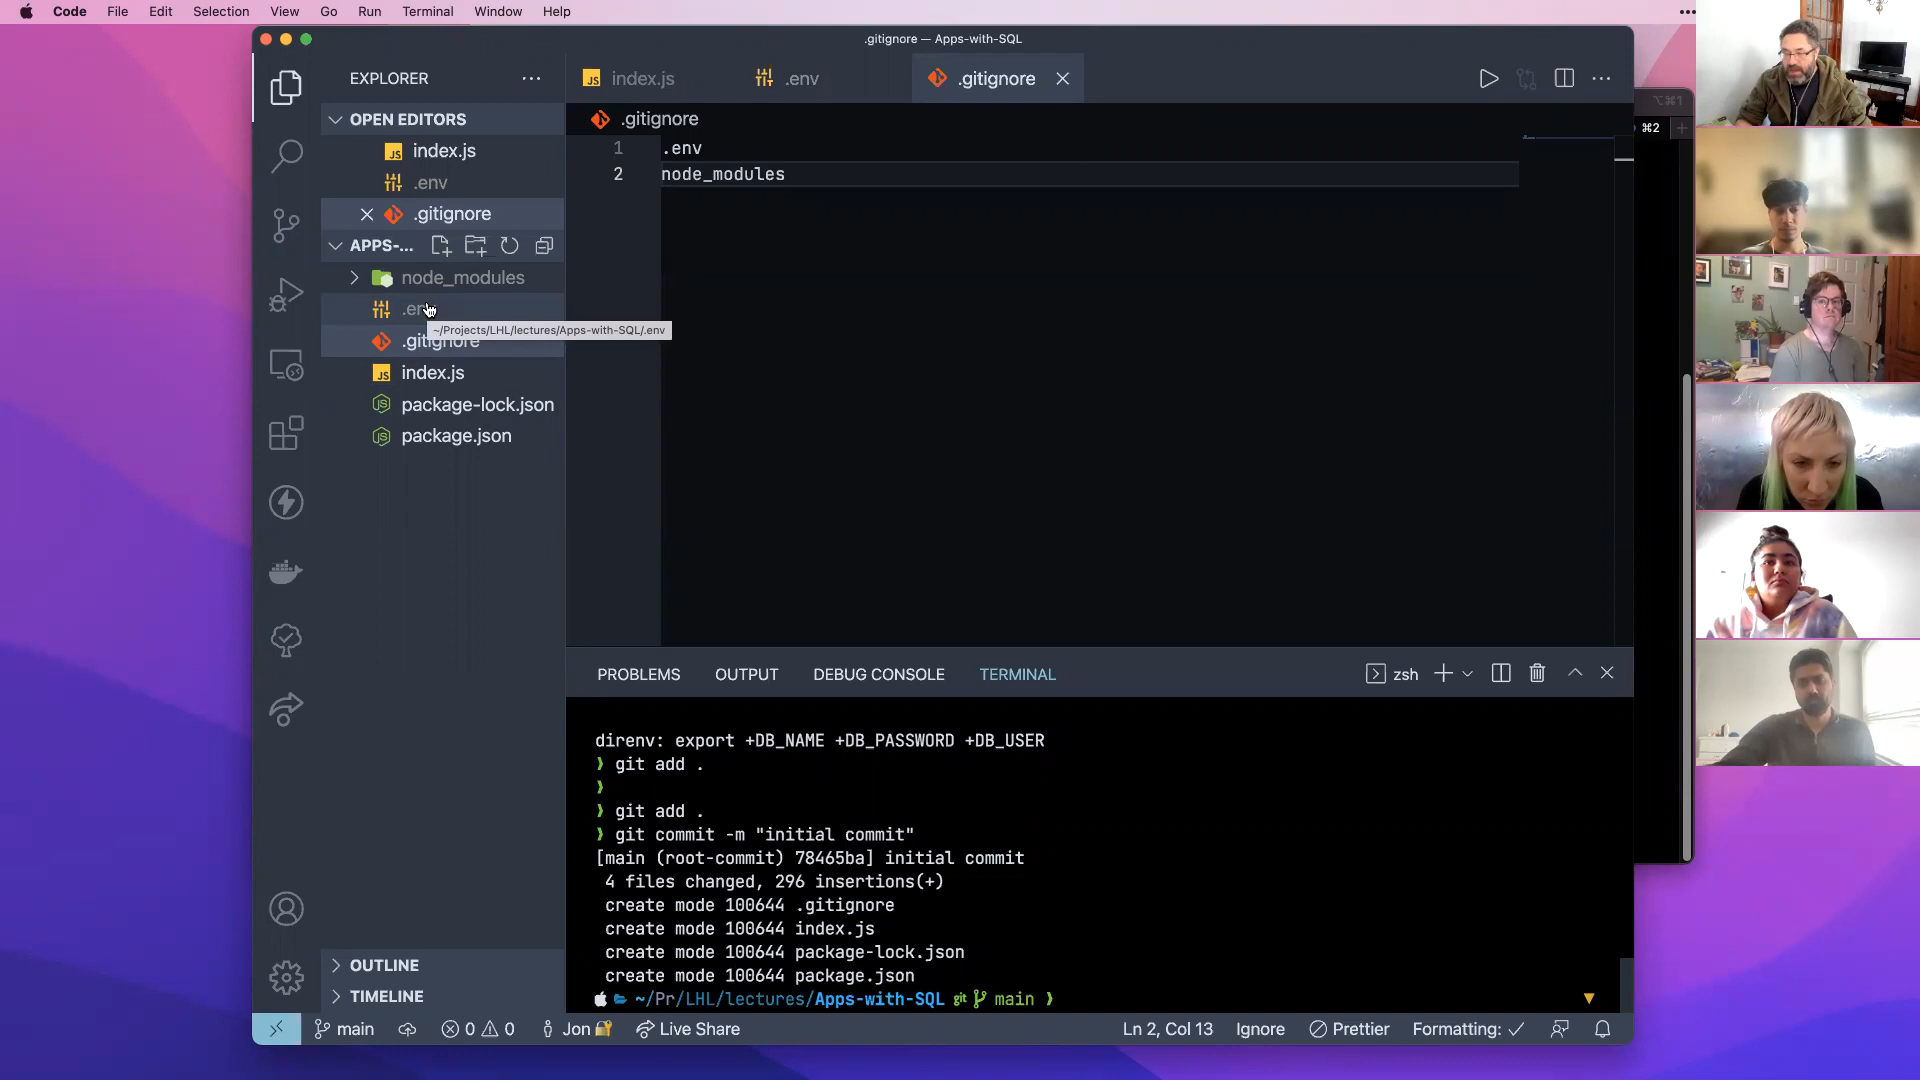 Code File Edit Selection View Go Run Terminal Window Help
.gitignore — Apps-with-SQL
EXPLORER
index.js
.env
.gitignore
⌥⌘1
⌘2
OPEN EDITORS
index.js
.env
.gitignore
APPS-...
node_modules
.env
~/Projects/LHL/lectures/Apps-with-SQL/.env
.gitignore
index.js
package-lock.json
package.json
OUTLINE
TIMELINE
.gitignore
1 .env
2 node_modules
PROBLEMS OUTPUT DEBUG CONSOLE TERMINAL
zsh
direnv: export +DB_NAME +DB_PASSWORD +DB_USER
❯ git add .
❯
❯ git add .
❯ git commit -m "initial commit"
[main (root-commit) 78465ba] initial commit
4 files changed, 296 insertions(+)
create mode 100644 .gitignore
create mode 100644 index.js
create mode 100644 package-lock.json
create mode 100644 package.json
~/Pr/LHL/lectures/Apps-with-SQL git main ❯
main 0 0 Jon Live Share Ln 2, Col 13 Ignore Prettier Formatting: ✓